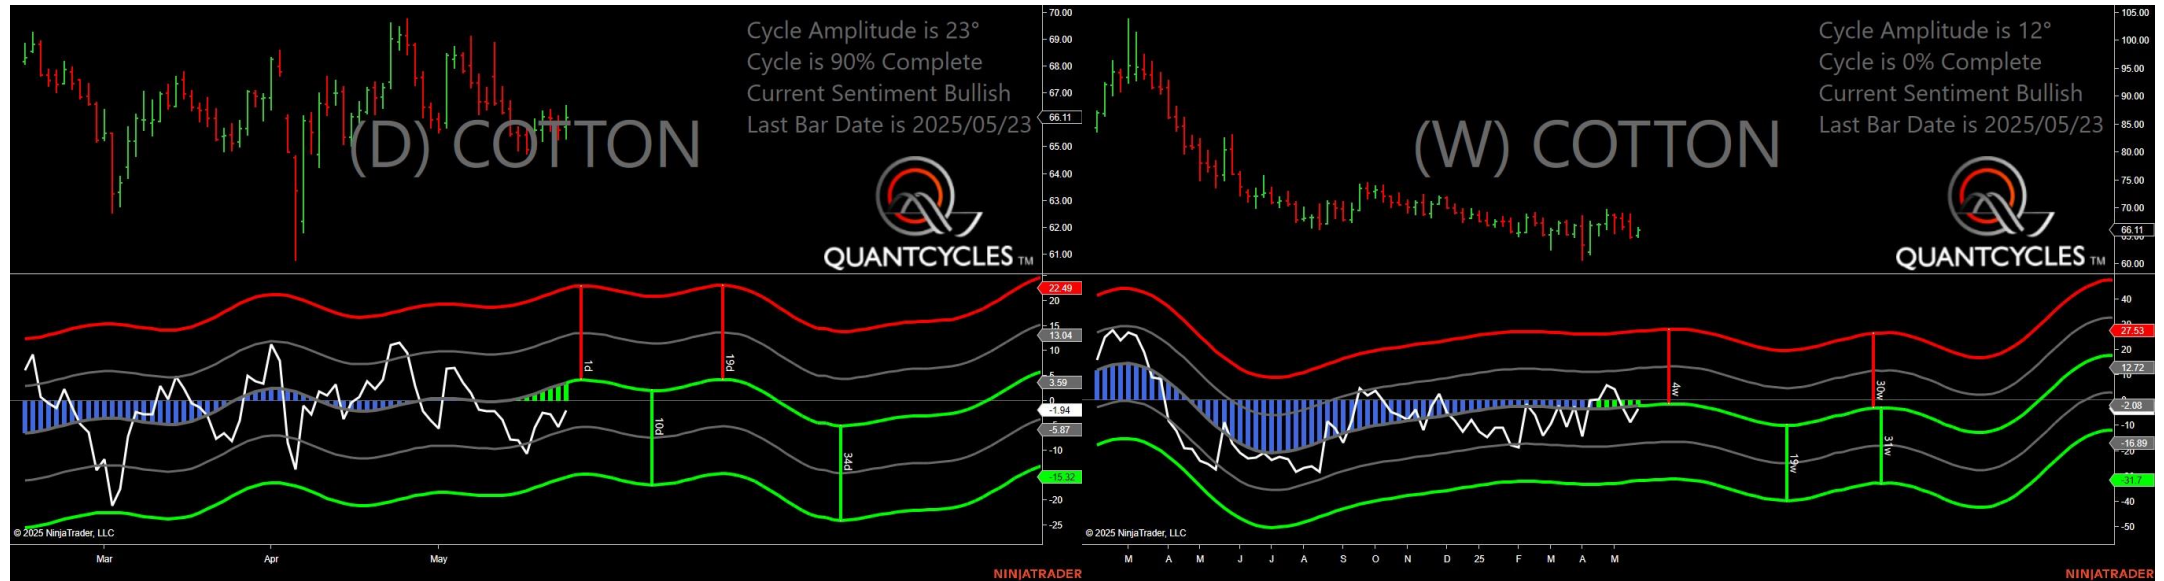 Cycle Amplitude is 23°
Cycle is 90% Complete
Current Sentiment Bullish
Last Bar Date is 2025/05/23
(D) COTTON
QUANTCYCLES TM
70.00
69.00
68.00
67.00
66.11
65.00
64.00
63.00
62.00
61.00
22.49
20
15
13.04
10
5
3.59
0
-1.94
-5.87
-10
-15.32
-20
-25
1d
19d
10d
34d
© 2025 NinjaTrader, LLC
Mar
Apr
May
NINJATRADER
Cycle Amplitude is 12°
Cycle is 0% Complete
Current Sentiment Bullish
Last Bar Date is 2025/05/23
(W) COTTON
QUANTCYCLES TM
105.00
100.00
95.00
90.00
85.00
80.00
75.00
70.00
66.11
60.00
40
27.53
20
12.72
0
-2.08
-10
-16.89
-20
-31.7
-40
-50
4w
30w
19w
31w
© 2025 NinjaTrader, LLC
M A M J J A S O N D 25 F M A M
NINJATRADER